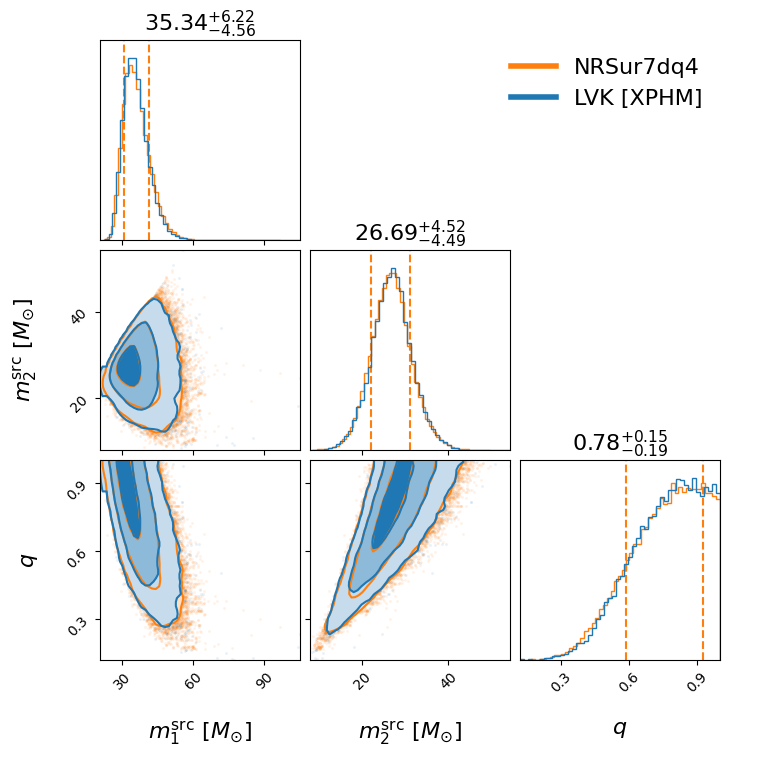 35.34+6.22−4.56
NRSur7dq4
LVK [XPHM]
26.69+4.52−4.49
m2src [M⊙]
40
20
0.78+0.15−0.19
q
0.9
0.6
0.3
30
60
90
20
40
0.3
0.6
0.9
m1src [M⊙]
m2src [M⊙]
q